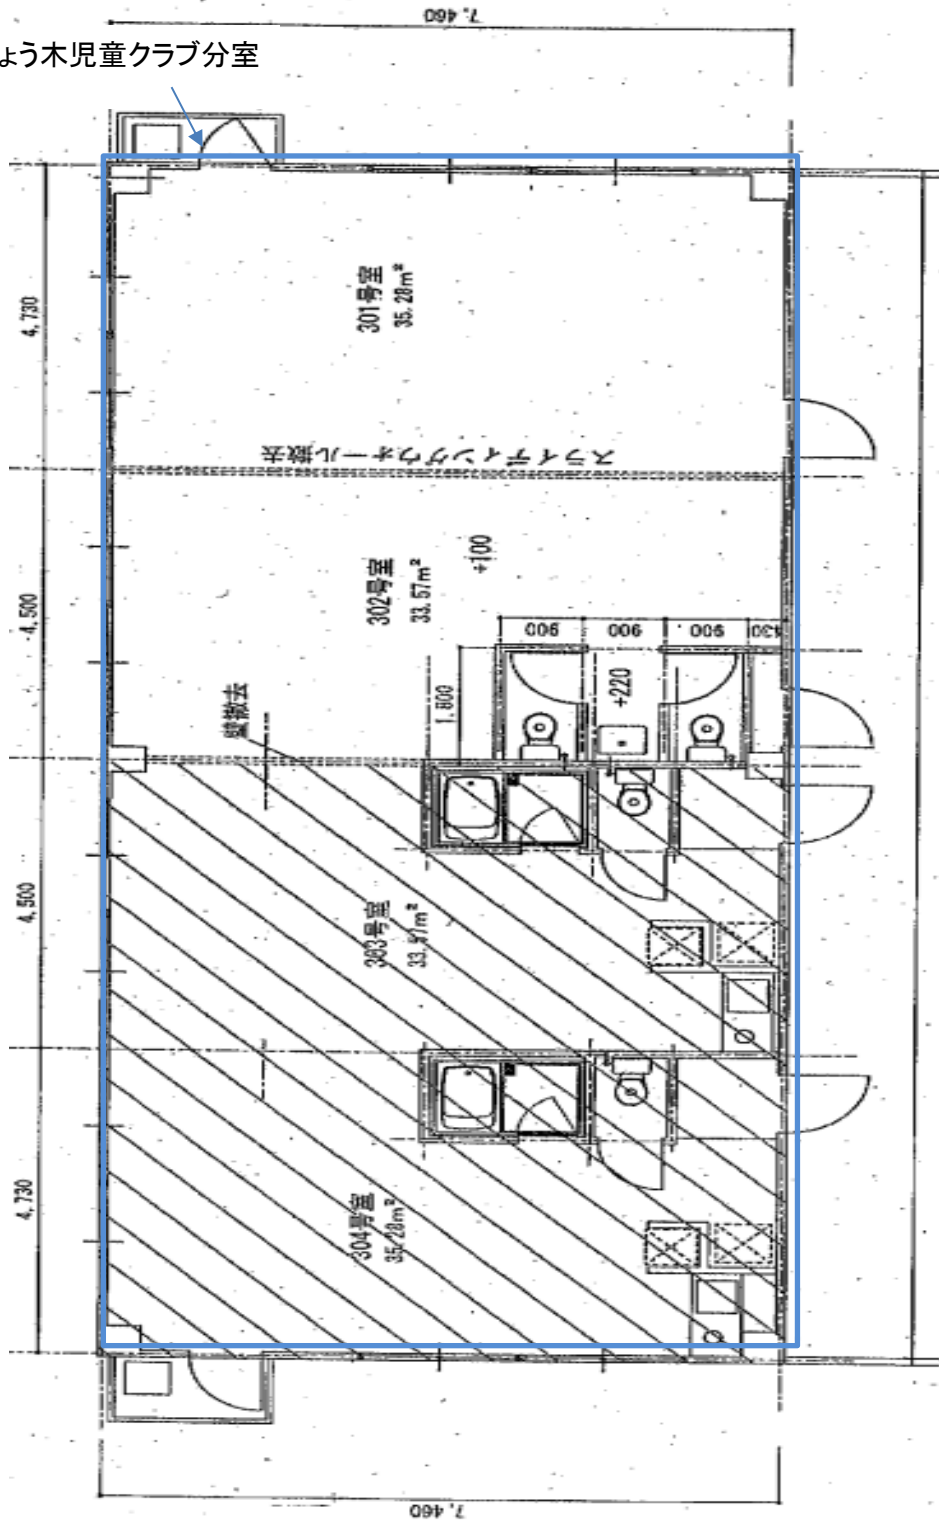 7,460
ょう木児童クラブ分室
4,730
301号室
35.28m²
スライディングウォール撤去
4,500
302号室
33.57m²
+100
900
900
900
430
1,800
+220
壁撤去
4,500
303号室
33.57m²
4,730
304号室
35.28m²
7,460